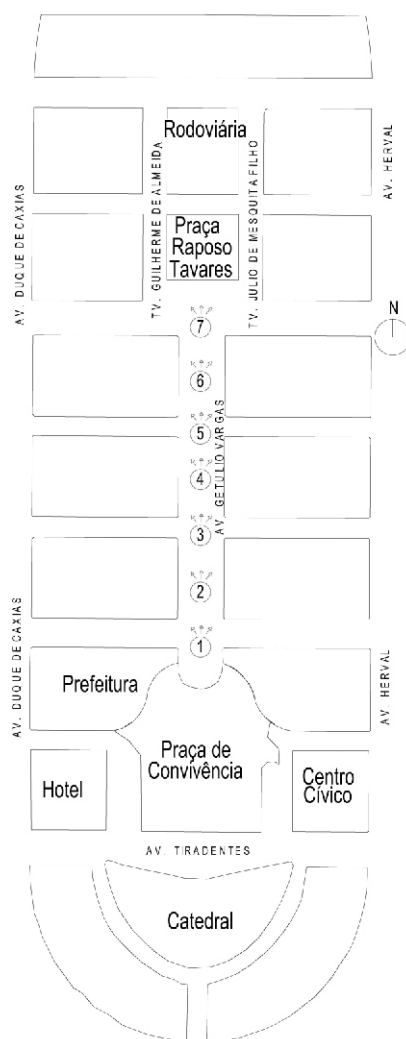 Rodoviária
AV. DUQUE DE CAXIAS
TV. GUILHERME DE ALMEIDA
TV. JULIO DE MESQUITA FILHO
AV. HERVAL
Praça
Raposo
Tavares
N
7
6
5
AV. GETULIO VARGAS
4
3
2
1
AV. DUQUE DE CAXIAS
Prefeitura
AV. HERVAL
Praça de
Convivência
Hotel
Centro
Cívico
AV. TIRADENTES
Catedral